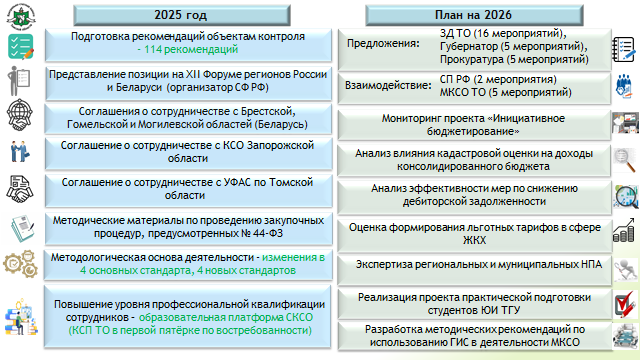 2025 год
Подготовка рекомендаций объектам контроля
- 114 рекомендаций
Представление позиции на XII Форуме регионов России
и Беларуси (организатор СФ РФ)
Соглашения о сотрудничестве с Брестской,
Гомельской и Могилевской областей (Беларусь)
Соглашение о сотрудничестве с КСО Запорожской
области
Соглашение о сотрудничестве с УФАС по Томской
области
Методические материалы по проведению закупочных
процедур, предусмотренных № 44-ФЗ
Методологическая основа деятельности - изменения в
4 основных стандарта, 4 новых стандартов
Повышение уровня профессиональной квалификации
сотрудников - образовательная платформа СКСО
(КСП ТО в первой пятёрке по востребованности)
План на 2026
Предложения: ЗД ТО (16 мероприятий),
Губернатор (5 мероприятий),
Прокуратура (5 мероприятий)
Взаимодействие: СП РФ (2 мероприятия)
МКСО ТО (5 мероприятий)
Мониторинг проекта «Инициативное
бюджетирование»
Анализ влияния кадастровой оценки на доходы
консолидированного бюджета
Анализ эффективности мер по снижению
дебиторской задолженности
Оценка формирования льготных тарифов в сфере
ЖКХ
Экспертиза региональных и муниципальных НПА
Реализация проекта практической подготовки
студентов ЮИ ТГУ
Разработка методических рекомендаций по
использованию ГИС в деятельности МКСО